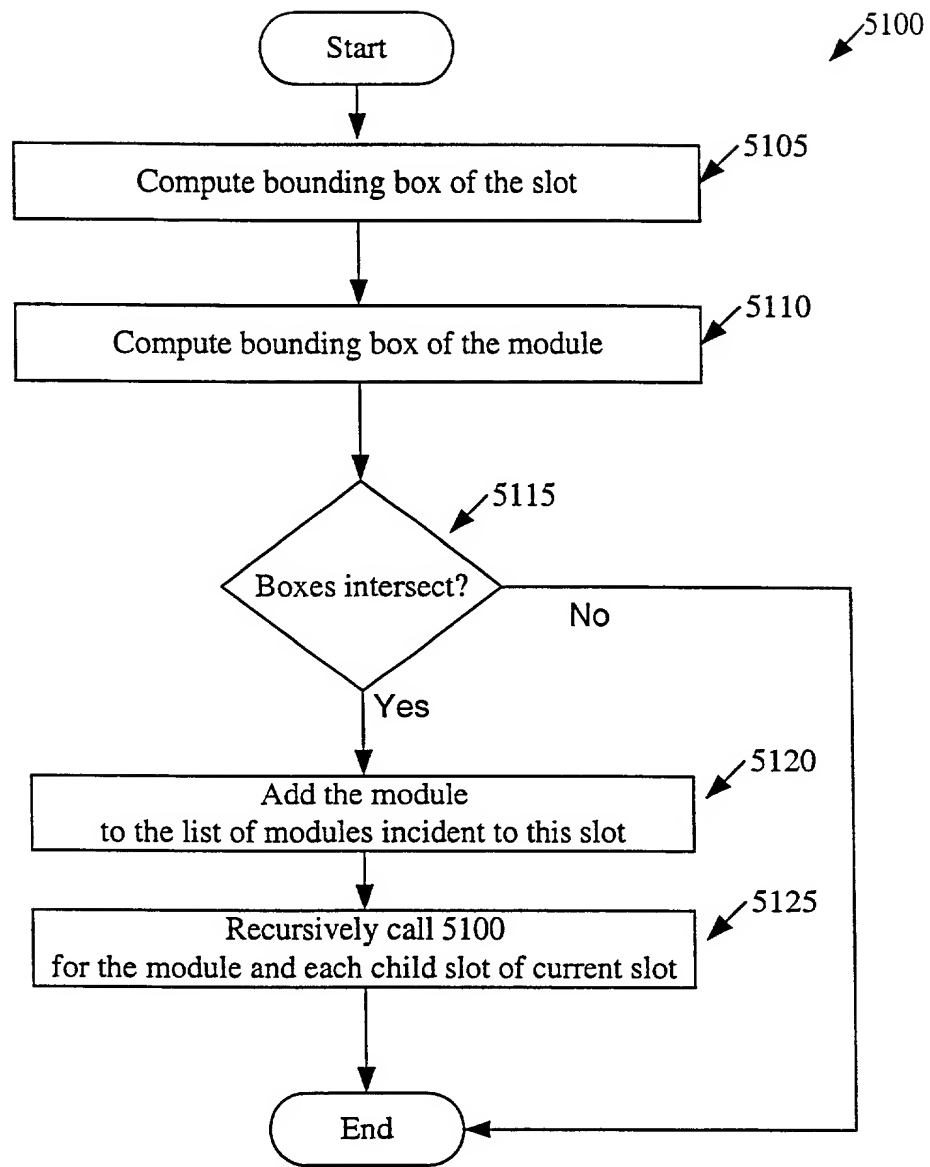 5100
Start
5105
Compute bounding box of the slot
5110
Compute bounding box of the module
5115
Boxes intersect?
No
Yes
5120
Add the module
to the list of modules incident to this slot
5125
Recursively call 5100
for the module and each child slot of current slot
End